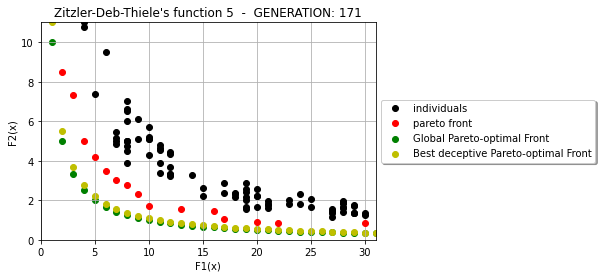 Zitzler-Deb-Thiele's function 5 - GENERATION: 171
10
8
6
4
2
0
F2(x)
0 5 10 15 20 25 30
F1(x)
individuals
pareto front
Global Pareto-optimal Front
Best deceptive Pareto-optimal Front